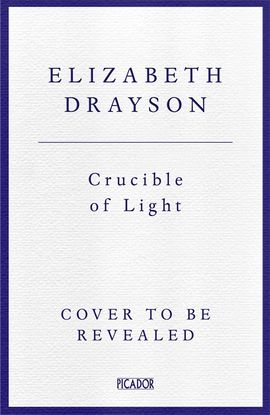 ELIZABETH
DRAYSON
Crucible
of Light
COVER TO BE
REVEALED
PICADOR